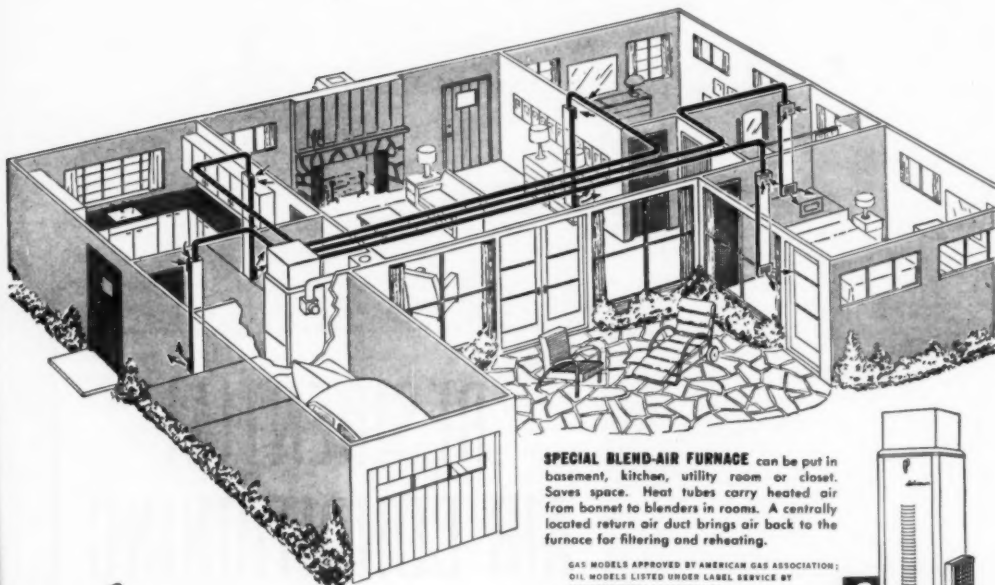 SPECIAL BLEND-AIR FURNACE can be put in
basement, kitchen, utility room or closet.
Saves space. Heat tubes carry heated air
from bonnet to blenders in rooms. A centrally
located return air duct brings air back to the
furnace for filtering and reheating.
GAS MODELS APPROVED BY AMERICAN GAS ASSOCIATION;
OIL MODELS LISTED UNDER LABEL SERVICE BY